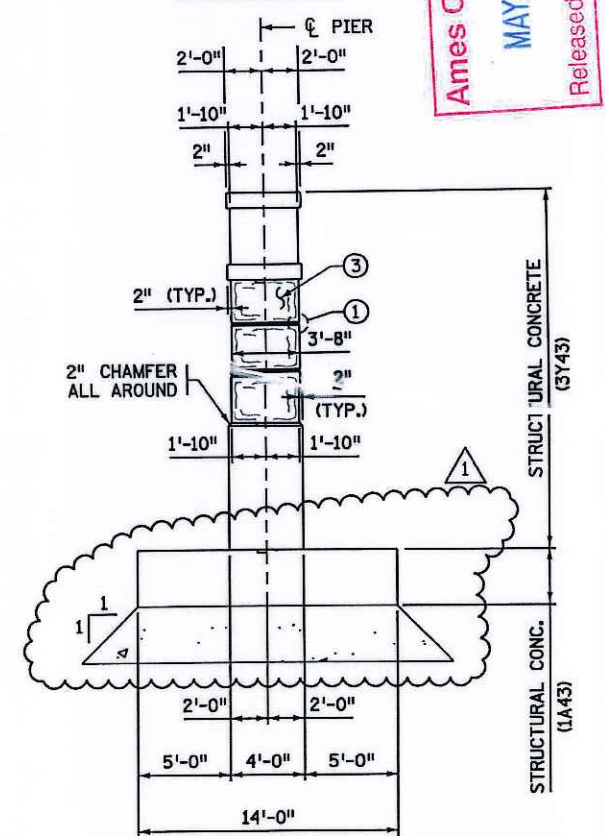 ℄ PIER
2'-0" 2'-0"
1'-10" 1'-10"
2" 2"
Ames
MAY
Released
3
2" (TYP.)
1
3'-8"
2" CHAMFER
ALL AROUND
2"
(TYP.)
1'-10" 1'-10"
STRUCTURAL CONCRETE
(3Y43)
1
1
1
STRUCTURAL CONC.
(1A43)
2'-0" 2'-0"
5'-0" 4'-0" 5'-0"
14'-0"